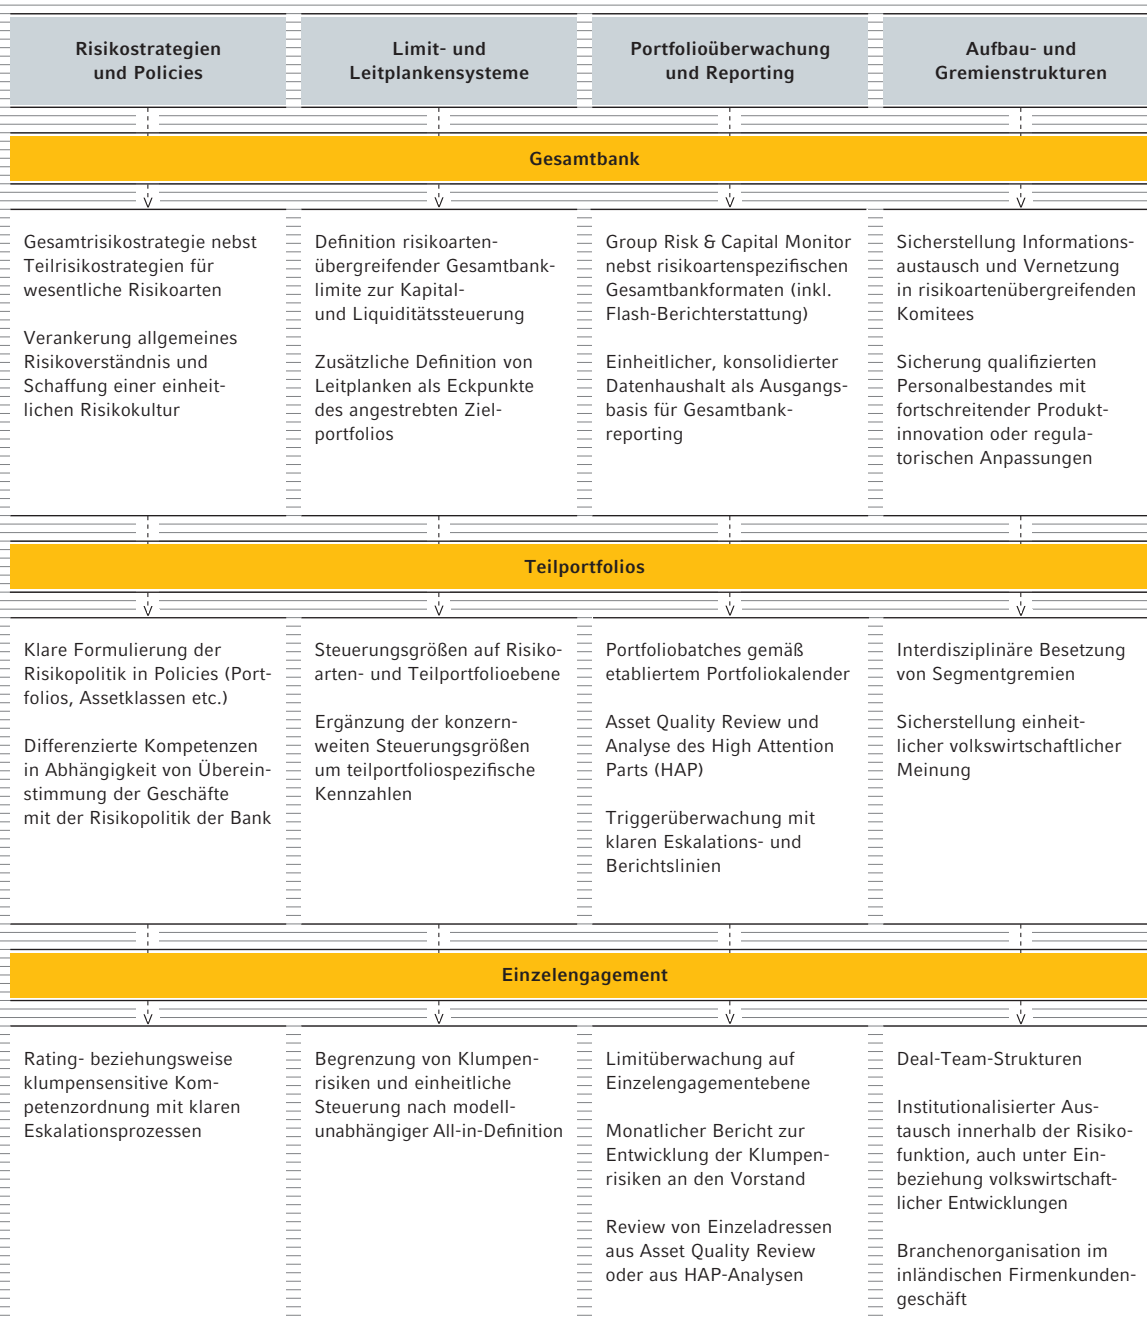 Risikostrategien
und Policies
Limit- und
Leitplankensysteme
Portfolioüberwachung
und Reporting
Aufbau- und
Gremienstrukturen
Gesamtbank
Gesamtrisikostrategie nebst
Teilrisikostrategien für
wesentliche Risikoarten
Verankerung allgemeines
Risikoverständnis und
Schaffung einer einheit-
lichen Risikokultur
Definition risikoarten-
übergreifender Gesamtbank-
limite zur Kapital-
und Liquiditätssteuerung
Zusätzliche Definition von
Leitplanken als Eckpunkte
des angestrebten Ziel-
portfolios
Group Risk & Capital Monitor
nebst risikoartenspezifischen
Gesamtbankformaten (inkl.
Flash-Berichterstattung)
Einheitlicher, konsolidierter
Datenhaushalt als Ausgangs-
basis für Gesamtbank-
reporting
Sicherstellung Informations-
austausch und Vernetzung
in risikoartenübergreifenden
Komitees
Sicherung qualifizierten
Personalbestandes mit
fortschreitender Produkt-
innovation oder regula-
torischen Anpassungen
Teilportfolios
Klare Formulierung der
Risikopolitik in Policies (Port-
folios, Assetklassen etc.)
Differenzierte Kompetenzen
in Abhängigkeit von Überein-
stimmung der Geschäfte
mit der Risikopolitik der Bank
Steuerungsgrößen auf Risiko-
arten- und Teilportfolioebene
Ergänzung der konzern-
weiten Steuerungsgrößen
um teilportfoliospezifische
Kennzahlen
Portfoliobatches gemäß
etabliertem Portfoliokalender
Asset Quality Review und
Analyse des High Attention
Parts (HAP)
Triggerüberwachung mit
klaren Eskalations- und
Berichtslinien
Interdisziplinäre Besetzung
von Segmentgremien
Sicherstellung einheit-
licher volkswirtschaftlicher
Meinung
Einzelengagement
Rating- beziehungsweise
klumpensensitive Kom-
petenzordnung mit klaren
Eskalationsprozessen
Begrenzung von Klumpen-
risiken und einheitliche
Steuerung nach modell-
unabhängiger All-in-Definition
Limitüberwachung auf
Einzelengagementebene
Monatlicher Bericht zur
Entwicklung der Klumpen-
risiken an den Vorstand
Review von Einzeladressen
aus Asset Quality Review
oder aus HAP-Analysen
Deal-Team-Strukturen
Institutionalisierter Aus-
tausch innerhalb der Risiko-
funktion, auch unter Ein-
beziehung volkswirtschaft-
licher Entwicklungen
Branchenorganisation im
inländischen Firmenkunden-
geschäft